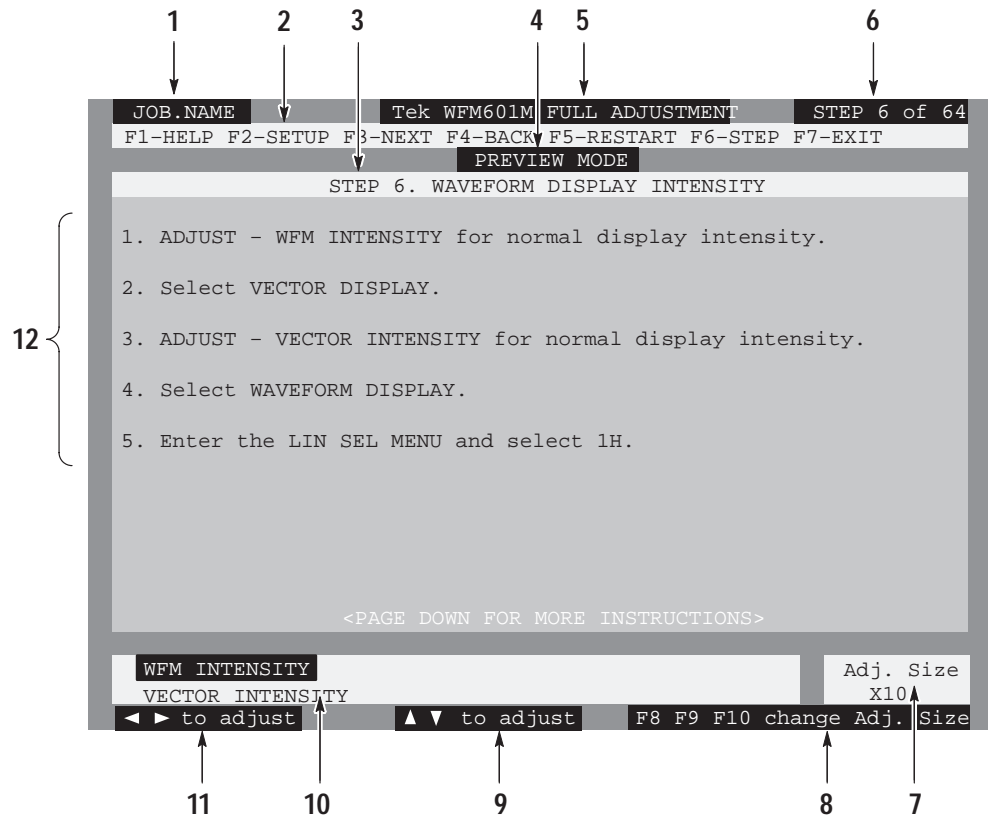 1 2 3 4 5 6
JOB.NAME Tek WFM601M FULL ADJUSTMENT STEP 6 of 64
F1-HELP F2-SETUP F3-NEXT F4-BACK F5-RESTART F6-STEP F7-EXIT
PREVIEW MODE
STEP 6. WAVEFORM DISPLAY INTENSITY
1. ADJUST – WFM INTENSITY for normal display intensity.
2. Select VECTOR DISPLAY.
12
3. ADJUST – VECTOR INTENSITY for normal display intensity.
4. Select WAVEFORM DISPLAY.
5. Enter the LIN SEL MENU and select 1H.
<PAGE DOWN FOR MORE INSTRUCTIONS>
WFM INTENSITY Adj. Size
VECTOR INTENSITY X10
◄ ► to adjust ▲ ▼ to adjust F8 F9 F10 change Adj. Size
11 10 9 8 7